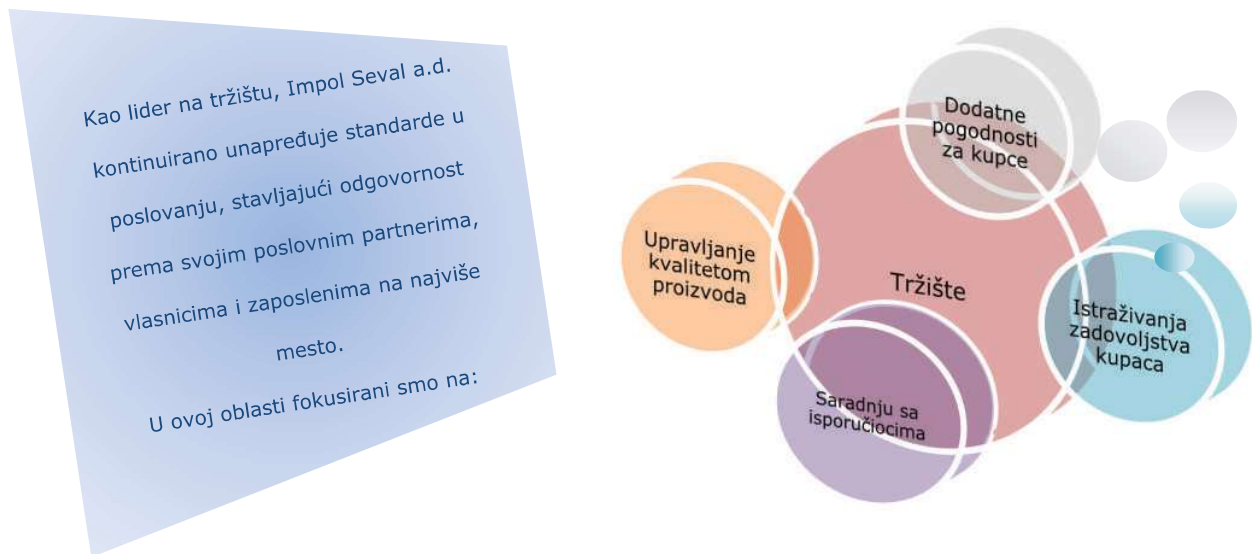 Kao lider na tržištu, Impol Seval a.d.
kontinuirano unapređuje standarde u
poslovanju, stavljajući odgovornost
prema svojim poslovnim partnerima,
vlasnicima i zaposlenima na najviše
mesto.
U ovoj oblasti fokusirani smo na:
Dodatne
pogodnosti
za kupce
Upravljanje
kvalitetom
proizvoda
Tržište
Istraživanja
zadovoljstva
kupaca
Saradnju sa
isporučiocima